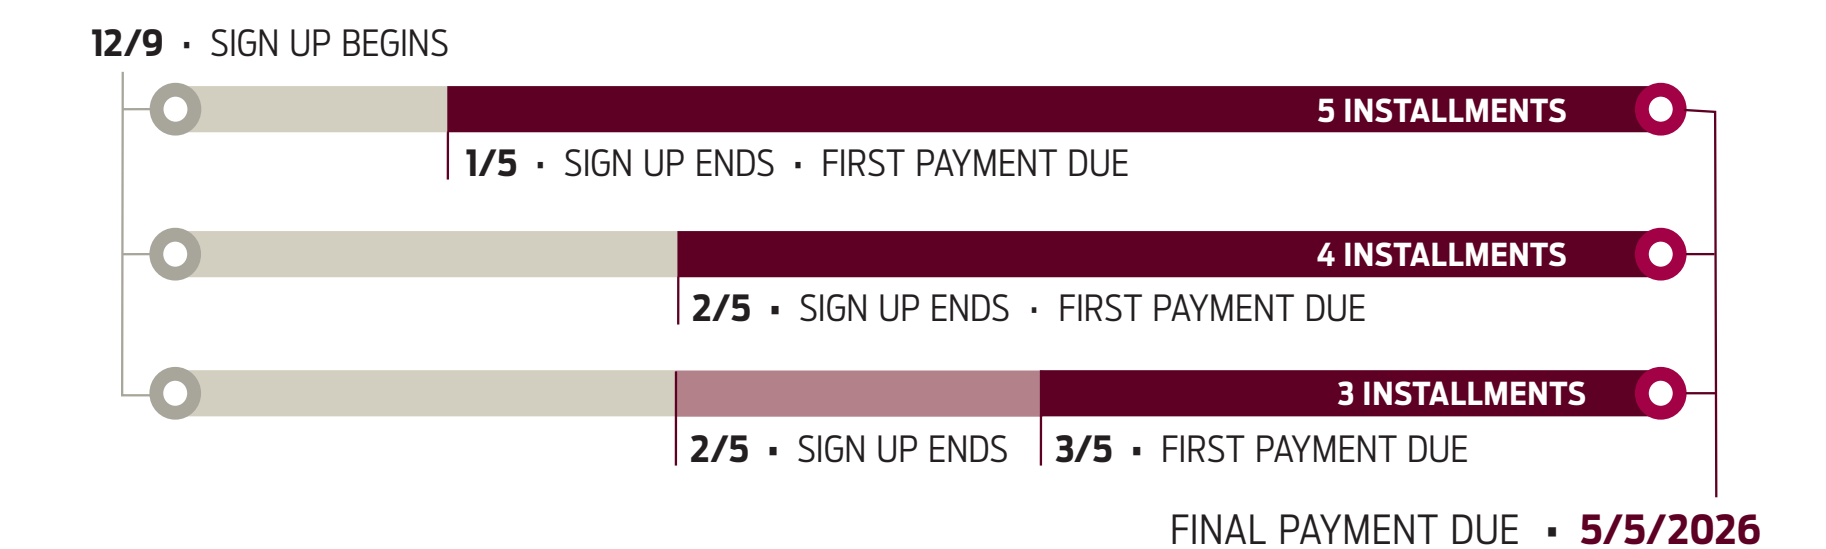 12/9 · SIGN UP BEGINS
5 INSTALLMENTS
1/5 · SIGN UP ENDS · FIRST PAYMENT DUE
4 INSTALLMENTS
2/5 · SIGN UP ENDS · FIRST PAYMENT DUE
3 INSTALLMENTS
2/5 · SIGN UP ENDS
3/5 · FIRST PAYMENT DUE
FINAL PAYMENT DUE · 5/5/2026